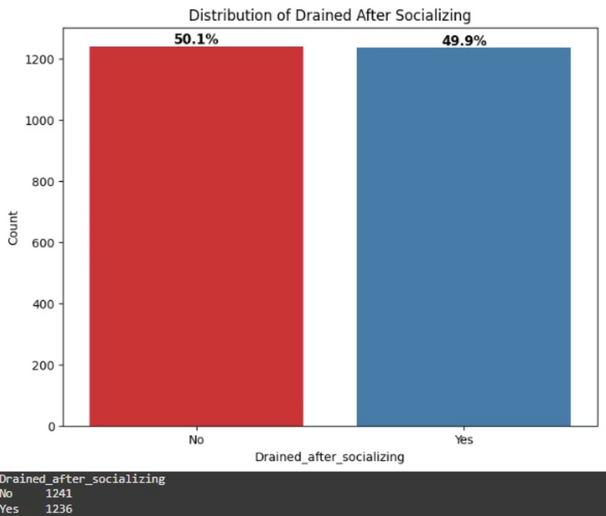 Distribution of Drained After Socializing
50.1%
49.9%
1200
1000
800
600
400
200
0
Count
No
Yes
Drained_after_socializing
Drained_after_socializing
No 1241
Yes 1236